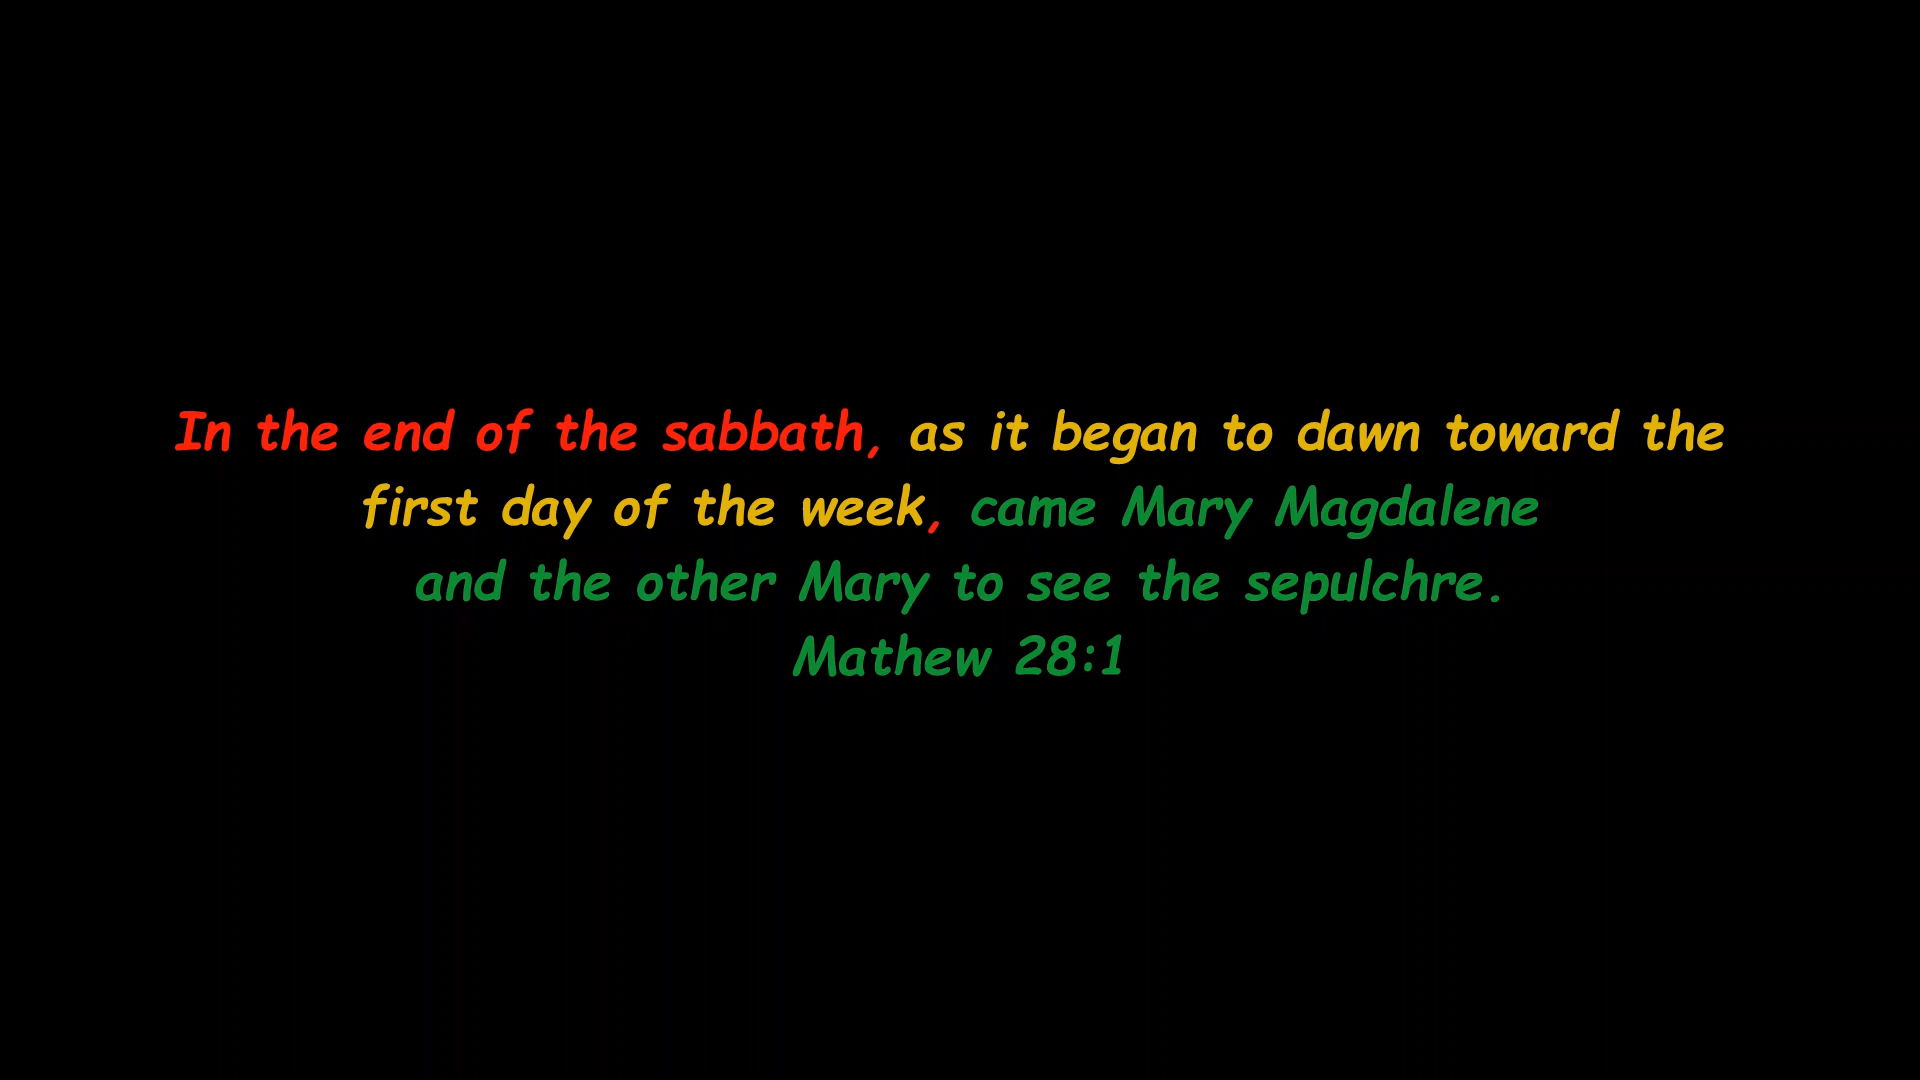 In the end of the sabbath, as it began to dawn toward the
first day of the week, came Mary Magdalene
and the other Mary to see the sepulchre.
Mathew 28:1